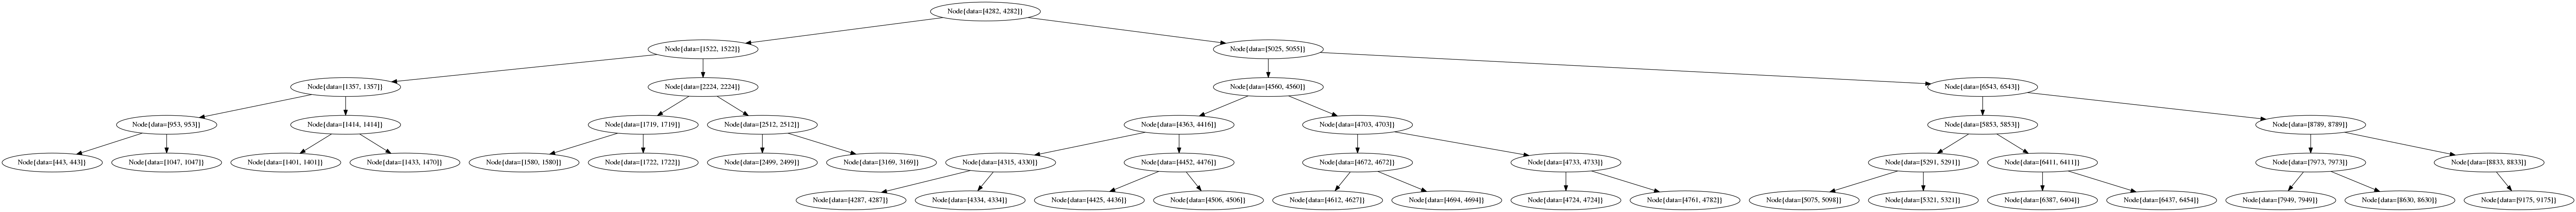 Node{data=[4282, 4282]}
Node{data=[1522, 1522]}
Node{data=[5025, 5055]}
Node{data=[1357, 1357]}
Node{data=[2224, 2224]}
Node{data=[4560, 4560]}
Node{data=[6543, 6543]}
Node{data=[953, 953]}
Node{data=[1414, 1414]}
Node{data=[1719, 1719]}
Node{data=[2512, 2512]}
Node{data=[4363, 4416]}
Node{data=[4703, 4703]}
Node{data=[5853, 5853]}
Node{data=[8789, 8789]}
Node{data=[443, 443]}
Node{data=[1047, 1047]}
Node{data=[1401, 1401]}
Node{data=[1433, 1470]}
Node{data=[1580, 1580]}
Node{data=[1722, 1722]}
Node{data=[2499, 2499]}
Node{data=[3169, 3169]}
Node{data=[4315, 4330]}
Node{data=[4452, 4476]}
Node{data=[4672, 4672]}
Node{data=[4733, 4733]}
Node{data=[5291, 5291]}
Node{data=[6411, 6411]}
Node{data=[7973, 7973]}
Node{data=[8833, 8833]}
Node{data=[4287, 4287]}
Node{data=[4334, 4334]}
Node{data=[4425, 4436]}
Node{data=[4506, 4506]}
Node{data=[4612, 4627]}
Node{data=[4694, 4694]}
Node{data=[4724, 4724]}
Node{data=[4761, 4782]}
Node{data=[5075, 5098]}
Node{data=[5321, 5321]}
Node{data=[6387, 6404]}
Node{data=[6437, 6454]}
Node{data=[7949, 7949]}
Node{data=[8630, 8630]}
Node{data=[9175, 9175]}